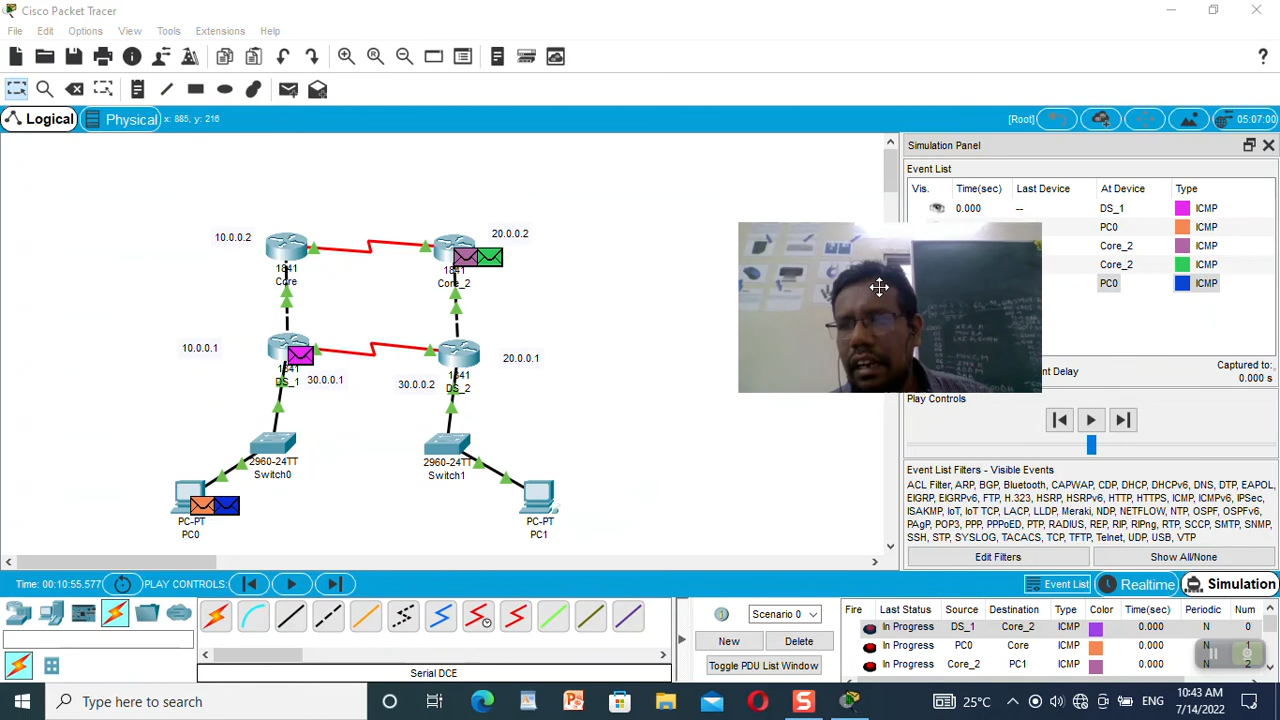 Cisco Packet Tracer
File Edit Options View Tools Extensions Help
Logical Physical x: 885, y: 216 [Root] 05:07:00
Simulation Panel
Event List
Vis. Time(sec) Last Device At Device Type
0.000 -- DS_1 ICMP
PC0 ICMP
Core_2 ICMP
Core_2 ICMP
PC0 ICMP
10.0.0.2
20.0.0.2
1841
Core
1841
Core_2
10.0.0.1
1841
DS_1
30.0.0.1
30.0.0.2
1841
DS_2
20.0.0.1
2960-24TT
Switch0
2960-24TT
Switch1
PC-PT
PC0
PC-PT
PC1
Captured to:
0.000 s
Play Controls
Event List Filters - Visible Events
ACL Filter, ARP, BGP, Bluetooth, CAPWAP, CDP, DHCP, DHCPv6, DNS, DTP, EAPOL,
EIGRP, EIGRPv6, FTP, H.323, HSRP, HSRPv6, HTTP, HTTPS, ICMP, ICMPv6, IPSec,
ISAKMP, IoT, IoT TCP, LACP, LLDP, Meraki, NDP, NETFLOW, NTP, OSPF, OSPFv6,
PAgP, POP3, PPP, PPPoED, PTP, RADIUS, REP, RIP, RIPng, RTP, SCCP, SMTP, SNMP,
SSH, STP, SYSLOG, TACACS, TCP, TFTP, Telnet, UDP, USB, VTP
Edit Filters Show All/None
Time: 00:10:55.577 PLAY CONTROLS: Event List Realtime Simulation
Scenario 0
New Delete
Toggle PDU List Window
Fire Last Status Source Destination Type Color Time(sec) Periodic Num
In Progress DS_1 Core_2 ICMP 0.000 N 0
In Progress PC0 Core ICMP 0.000 N 1
In Progress Core_2 PC1 ICMP 0.000 N 2
Serial DCE
Type here to search
25°C ENG
10:43 AM
7/14/2022